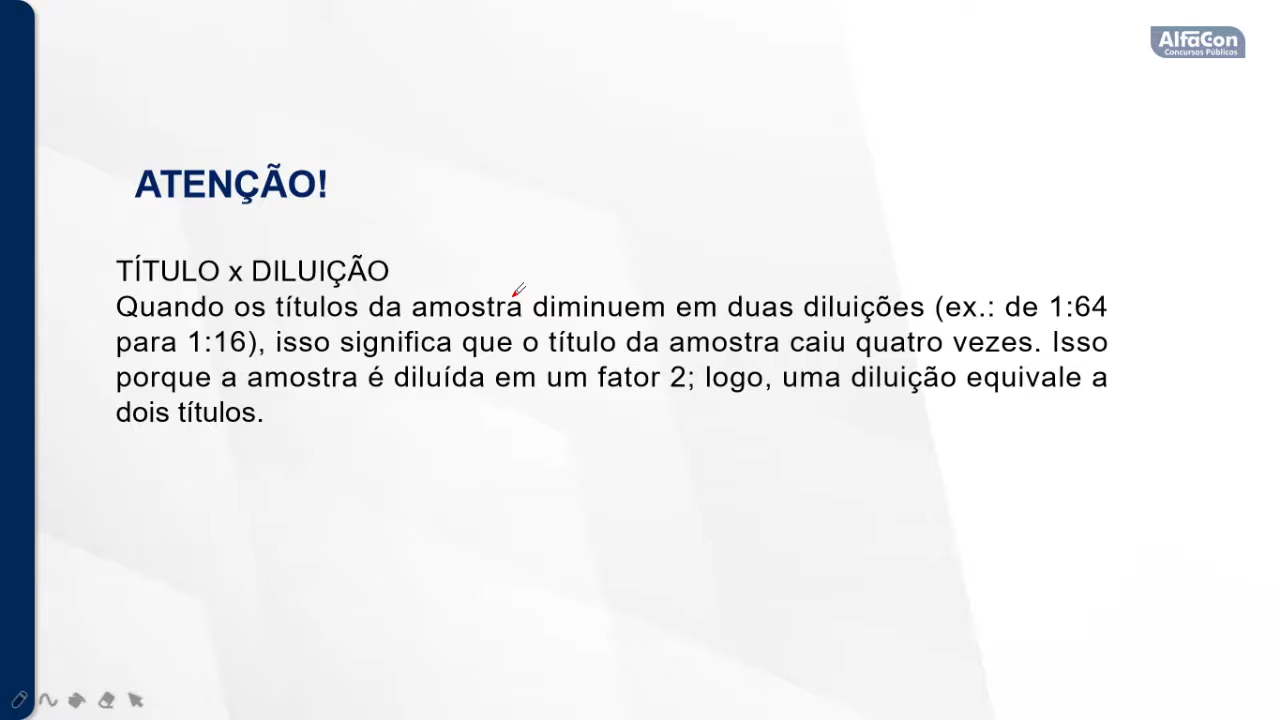 AlfaCon
Concursos Públicos
ATENÇÃO!
TÍTULO x DILUIÇÃO
Quando os títulos da amostra diminuem em duas diluições (ex.: de 1:64
para 1:16), isso significa que o título da amostra caiu quatro vezes. Isso
porque a amostra é diluída em um fator 2; logo, uma diluição equivale a
dois títulos.